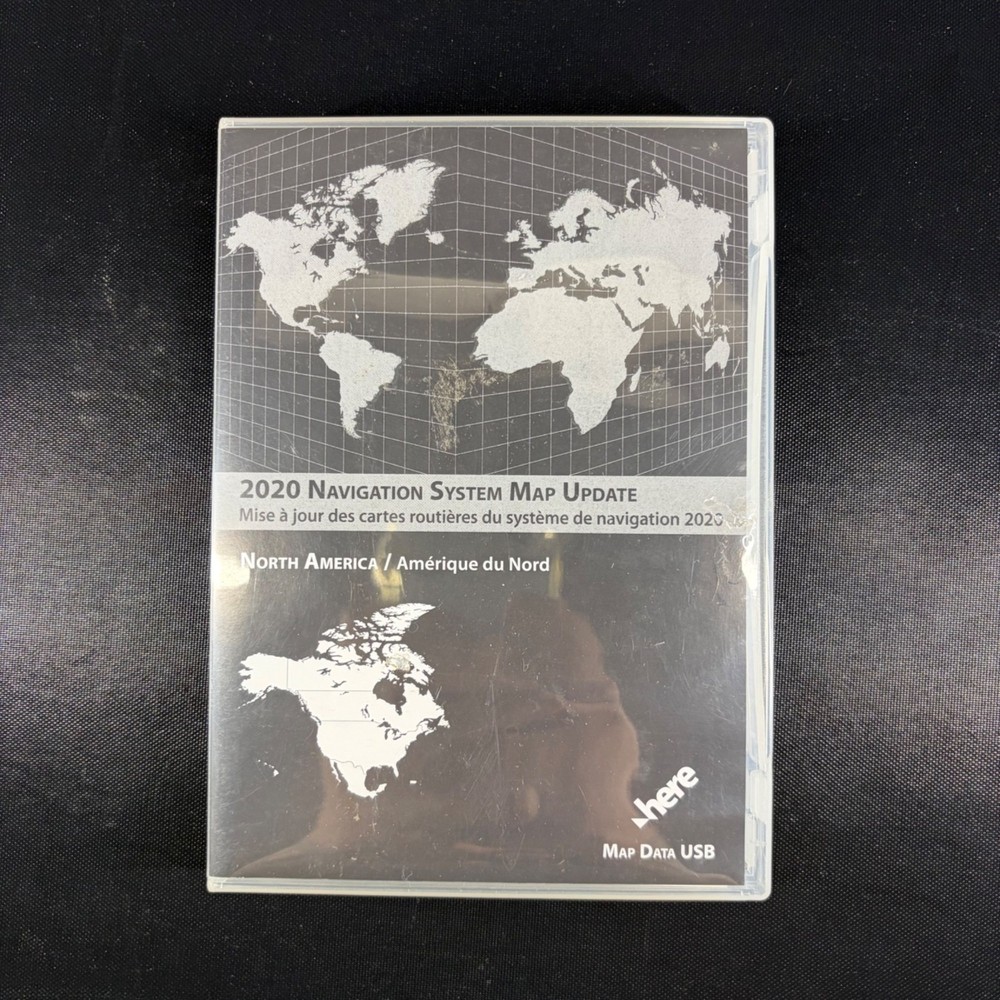 2020 Navigation System Map Update
Mise à jour des cartes routières du système de navigation 2020
North America / Amérique du Nord
here
Map Data USB